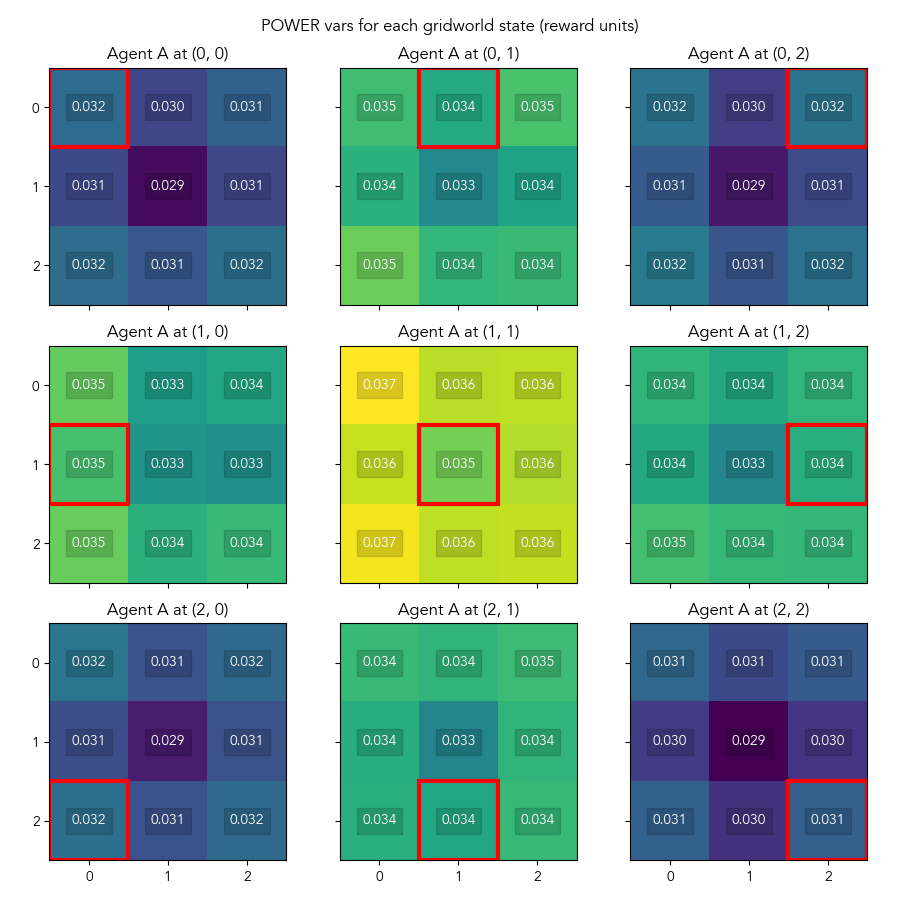 POWER vars for each gridworld state (reward units)
Agent A at (0, 0) Agent A at (0, 1) Agent A at (0, 2)
0 0.032 0.030 0.031 0.035 0.034 0.035 0.032 0.030 0.032
1 0.031 0.029 0.031 0.034 0.033 0.034 0.031 0.029 0.031
2 0.032 0.031 0.032 0.035 0.034 0.034 0.032 0.031 0.032
Agent A at (1, 0) Agent A at (1, 1) Agent A at (1, 2)
0 0.035 0.033 0.034 0.037 0.036 0.036 0.034 0.034 0.034
1 0.035 0.033 0.033 0.036 0.035 0.036 0.034 0.033 0.034
2 0.035 0.034 0.034 0.037 0.036 0.036 0.035 0.034 0.034
Agent A at (2, 0) Agent A at (2, 1) Agent A at (2, 2)
0 0.032 0.031 0.032 0.034 0.034 0.035 0.031 0.031 0.031
1 0.031 0.029 0.031 0.034 0.033 0.034 0.030 0.029 0.030
2 0.032 0.031 0.032 0.034 0.034 0.034 0.031 0.030 0.031
0 1 2 0 1 2 0 1 2